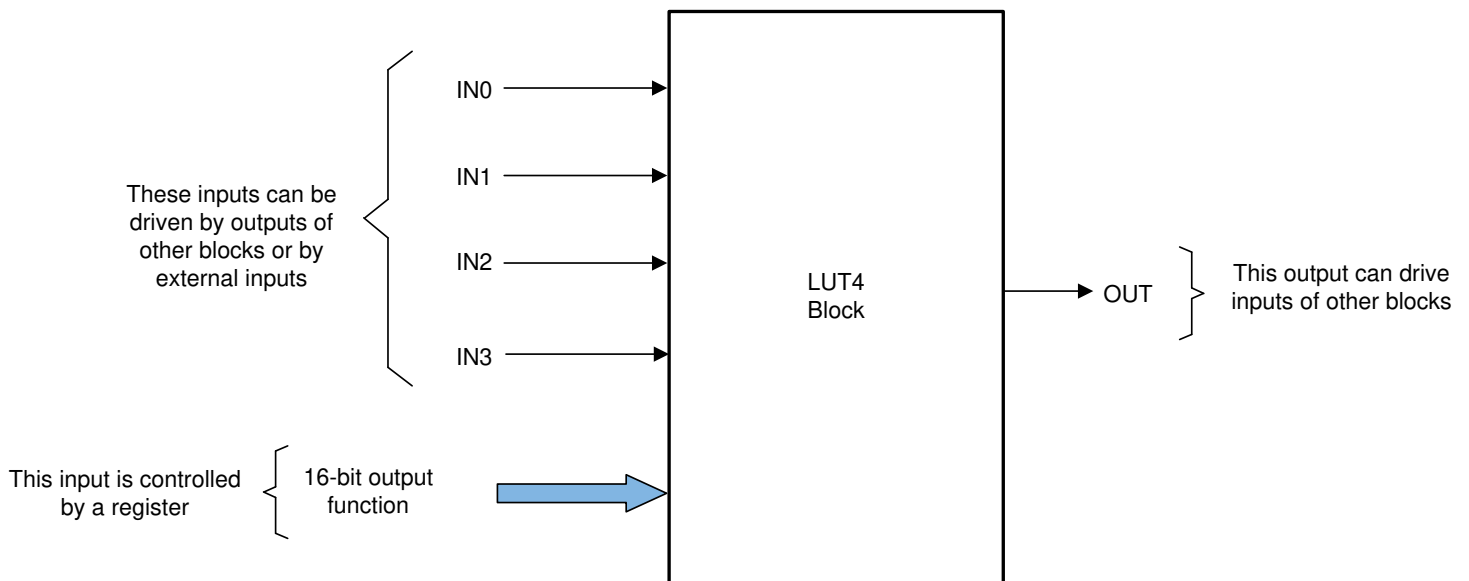 These inputs can be
driven by outputs of
other blocks or by
external inputs
IN0
IN1
IN2
IN3
This input is controlled
by a register
16-bit output
function
LUT4
Block
OUT
This output can drive
inputs of other blocks